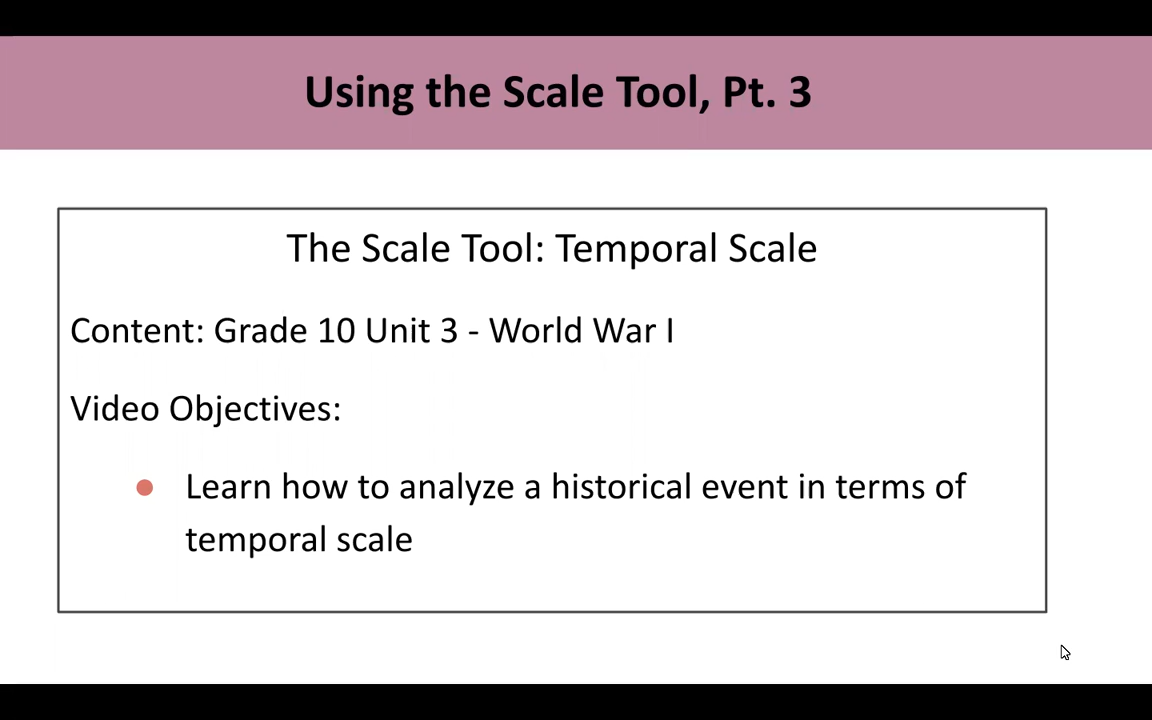 Using the Scale Tool, Pt. 3
The Scale Tool: Temporal Scale
Content: Grade 10 Unit 3 - World War I
Video Objectives:
● Learn how to analyze a historical event in terms of
temporal scale